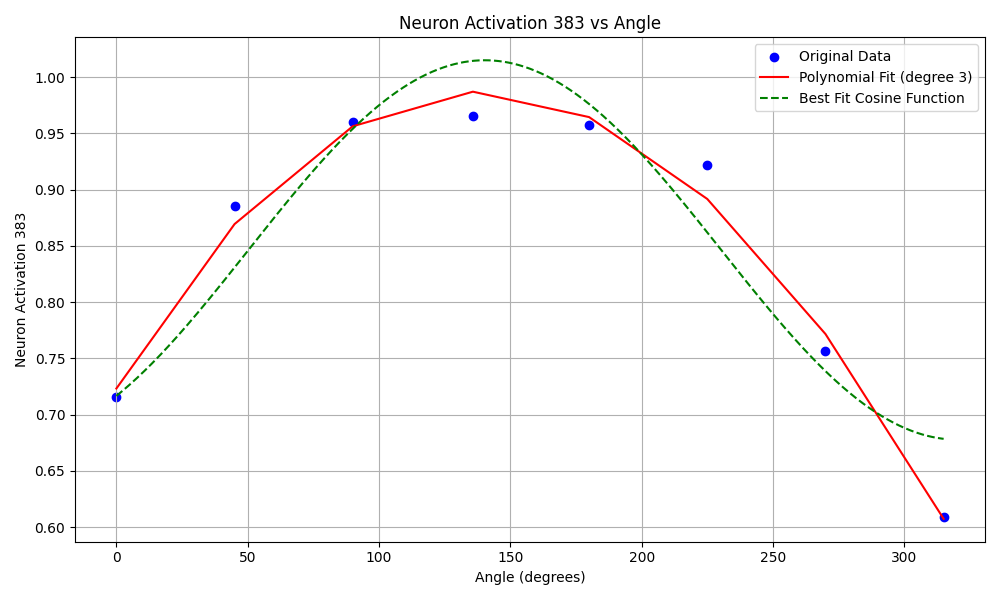 Neuron Activation 383 vs Angle
Original Data
Polynomial Fit (degree 3)
Best Fit Cosine Function
Neuron Activation 383
1.00
0.95
0.90
0.85
0.80
0.75
0.70
0.65
0.60
0 50 100 150 200 250 300
Angle (degrees)